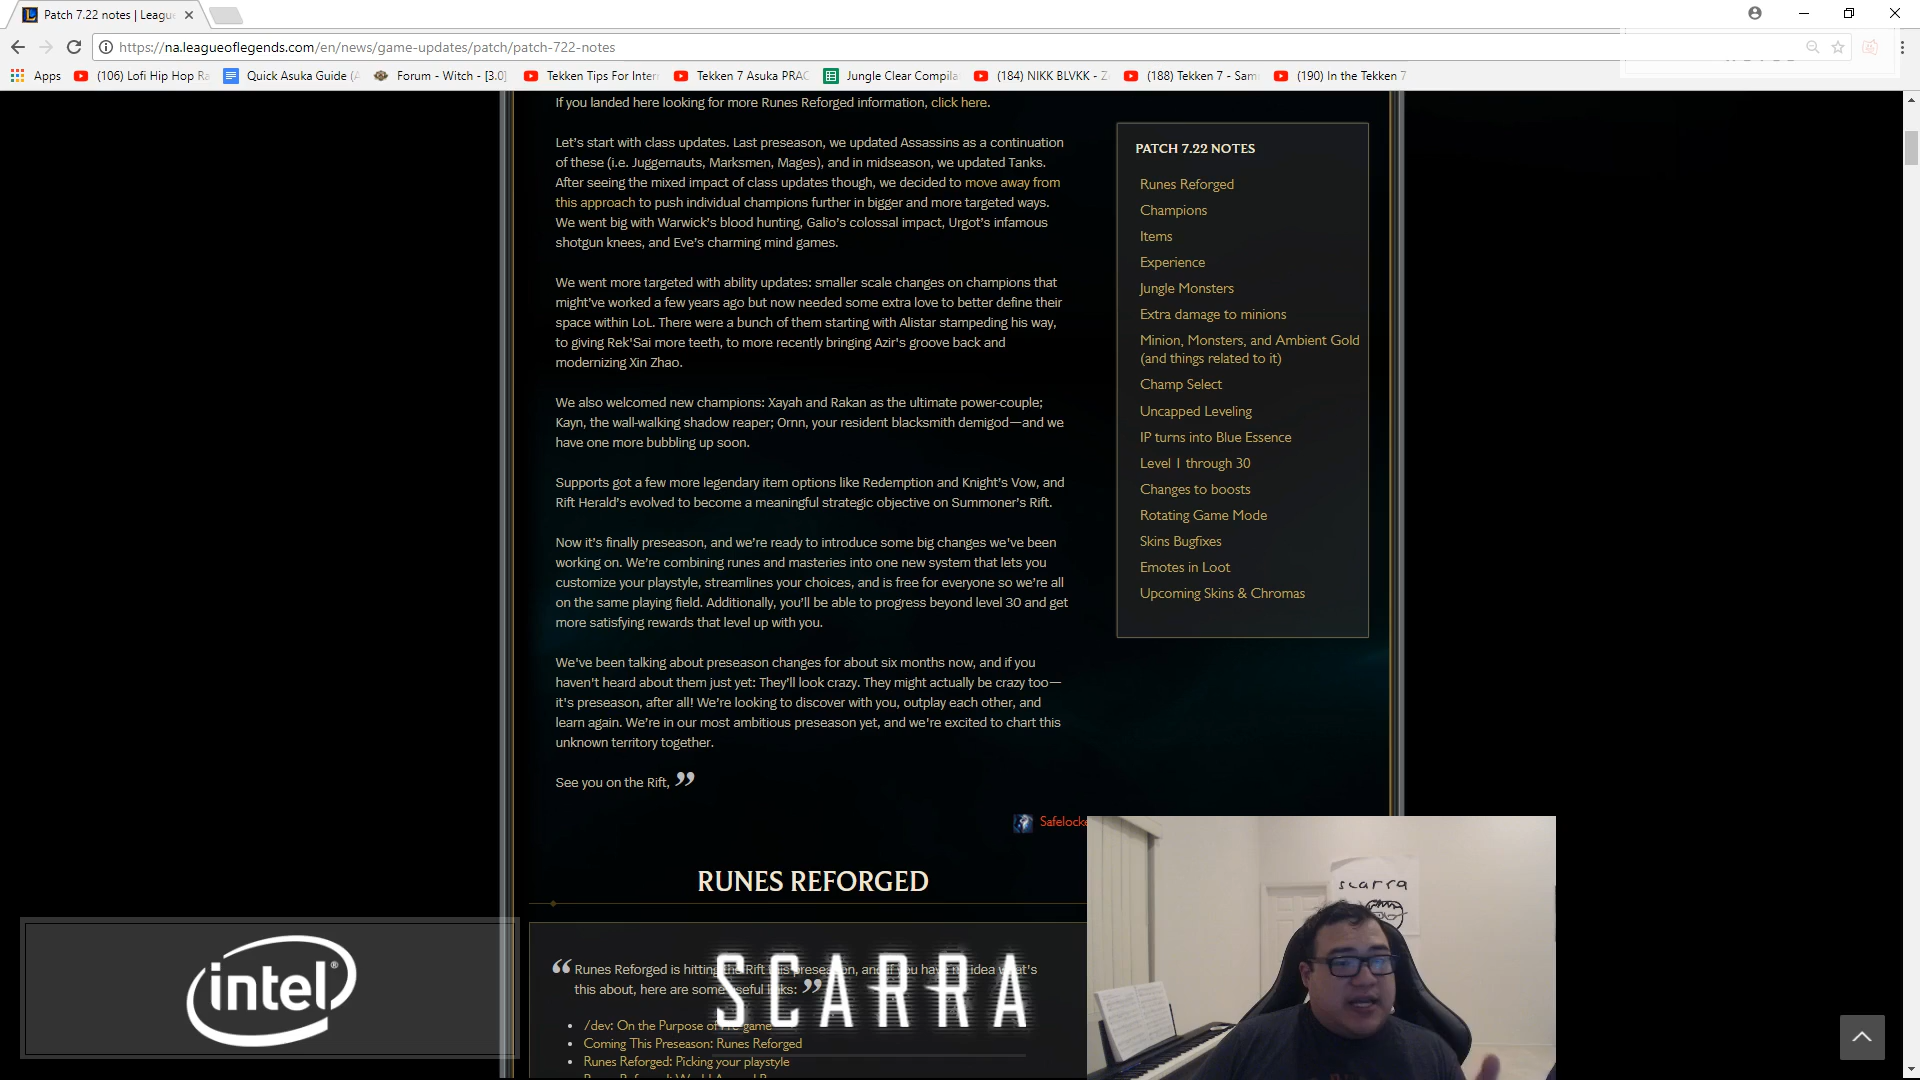 Patch 7.22 notes | Leagu
https://na.leagueoflegends.com/en/news/game-updates/patch/patch-722-notes
Apps (106) Lofi Hip Hop Ra Quick Asuka Guide (A Forum - Witch - [3.0] Tekken Tips For Inter Tekken 7 Asuka PRAC Jungle Clear Compila (184) NIKK BLVKK - Z (188) Tekken 7 - Sam (190) In the Tekken 7
If you landed here looking for more Runes Reforged information, click here.
Let's start with class updates. Last preseason, we updated Assassins as a continuation
of these (i.e. Juggernauts, Marksmen, Mages), and in midseason, we updated Tanks.
After seeing the mixed impact of class updates though, we decided to move away from
this approach to push individual champions further in bigger and more targeted ways.
We went big with Warwick's blood hunting, Galio's colossal impact, Urgot's infamous
shotgun knees, and Eve's charming mind games.
We went more targeted with ability updates: smaller scale changes on champions that
might've worked a few years ago but now needed some extra love to better define their
space within LoL. There were a bunch of them starting with Alistar stampeding his way,
to giving Rek'Sai more teeth, to more recently bringing Azir's groove back and
modernizing Xin Zhao.
We also welcomed new champions: Xayah and Rakan as the ultimate power-couple;
Kayn, the wall-walking shadow reaper; Ornn, your resident blacksmith demigod—and we
have one more bubbling up soon.
Supports got a few more legendary item options like Redemption and Knight's Vow, and
Rift Herald's evolved to become a meaningful strategic objective on Summoner's Rift.
Now it's finally preseason, and we're ready to introduce some big changes we've been
working on. We're combining runes and masteries into one new system that lets you
customize your playstyle, streamlines your choices, and is free for everyone so we're all
on the same playing field. Additionally, you'll be able to progress beyond level 30 and get
more satisfying rewards that level up with you.
We've been talking about preseason changes for about six months now, and if you
haven't heard about them just yet: They'll look crazy. They might actually be crazy too—
it's preseason, after all! We're looking to discover with you, outplay each other, and
learn again. We're in our most ambitious preseason yet, and we're excited to chart this
unknown territory together.
See you on the Rift, ”
Safelocke
PATCH 7.22 NOTES
Runes Reforged
Champions
Items
Experience
Jungle Monsters
Extra damage to minions
Minion, Monsters, and Ambient Gold
(and things related to it)
Champ Select
Uncapped Leveling
IP turns into Blue Essence
Level 1 through 30
Changes to boosts
Rotating Game Mode
Skins Bugfixes
Emotes in Loot
Upcoming Skins & Chromas
RUNES REFORGED
“ Runes Reforged is hitting the Rift this preseason, and if you have no idea what's
this about, here are some useful links: ”
/dev: On the Purpose of Pre-game
Coming This Preseason: Runes Reforged
Runes Reforged: Picking your playstyle
intel®
SCARRA
scarra